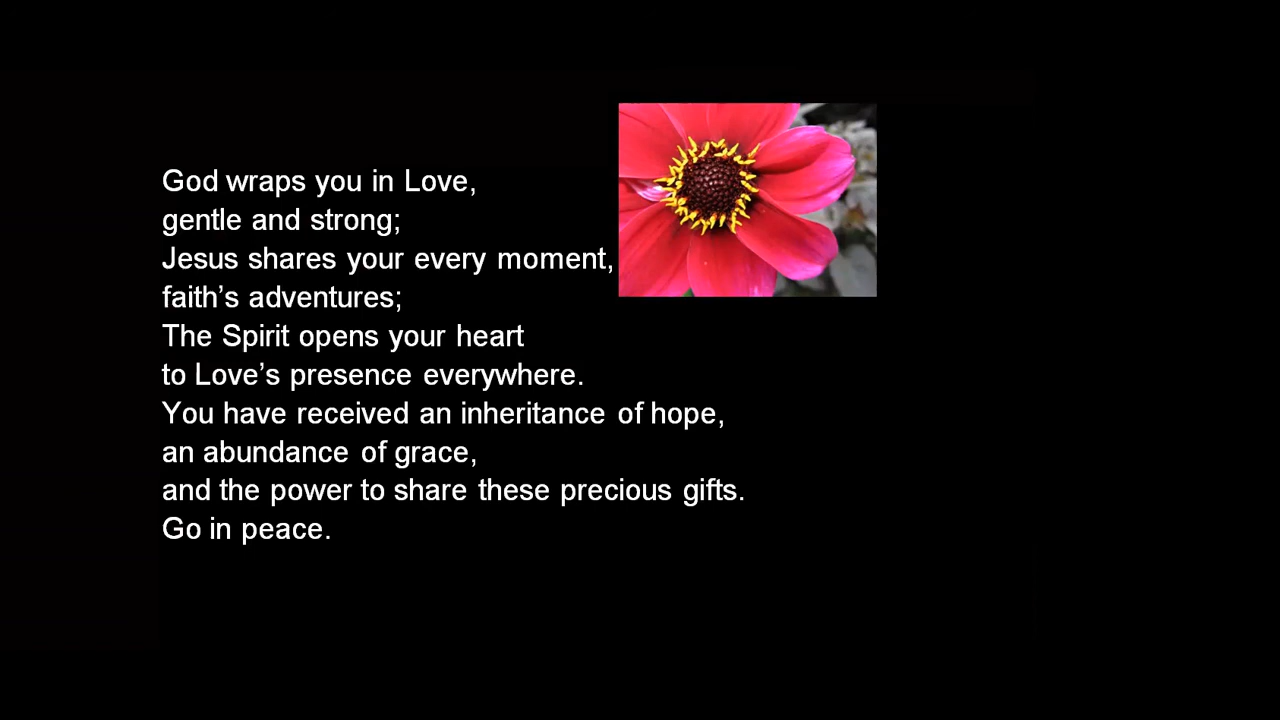 God wraps you in Love,
gentle and strong;
Jesus shares your every moment,
faith’s adventures;
The Spirit opens your heart
to Love’s presence everywhere.
You have received an inheritance of hope,
an abundance of grace,
and the power to share these precious gifts.
Go in peace.